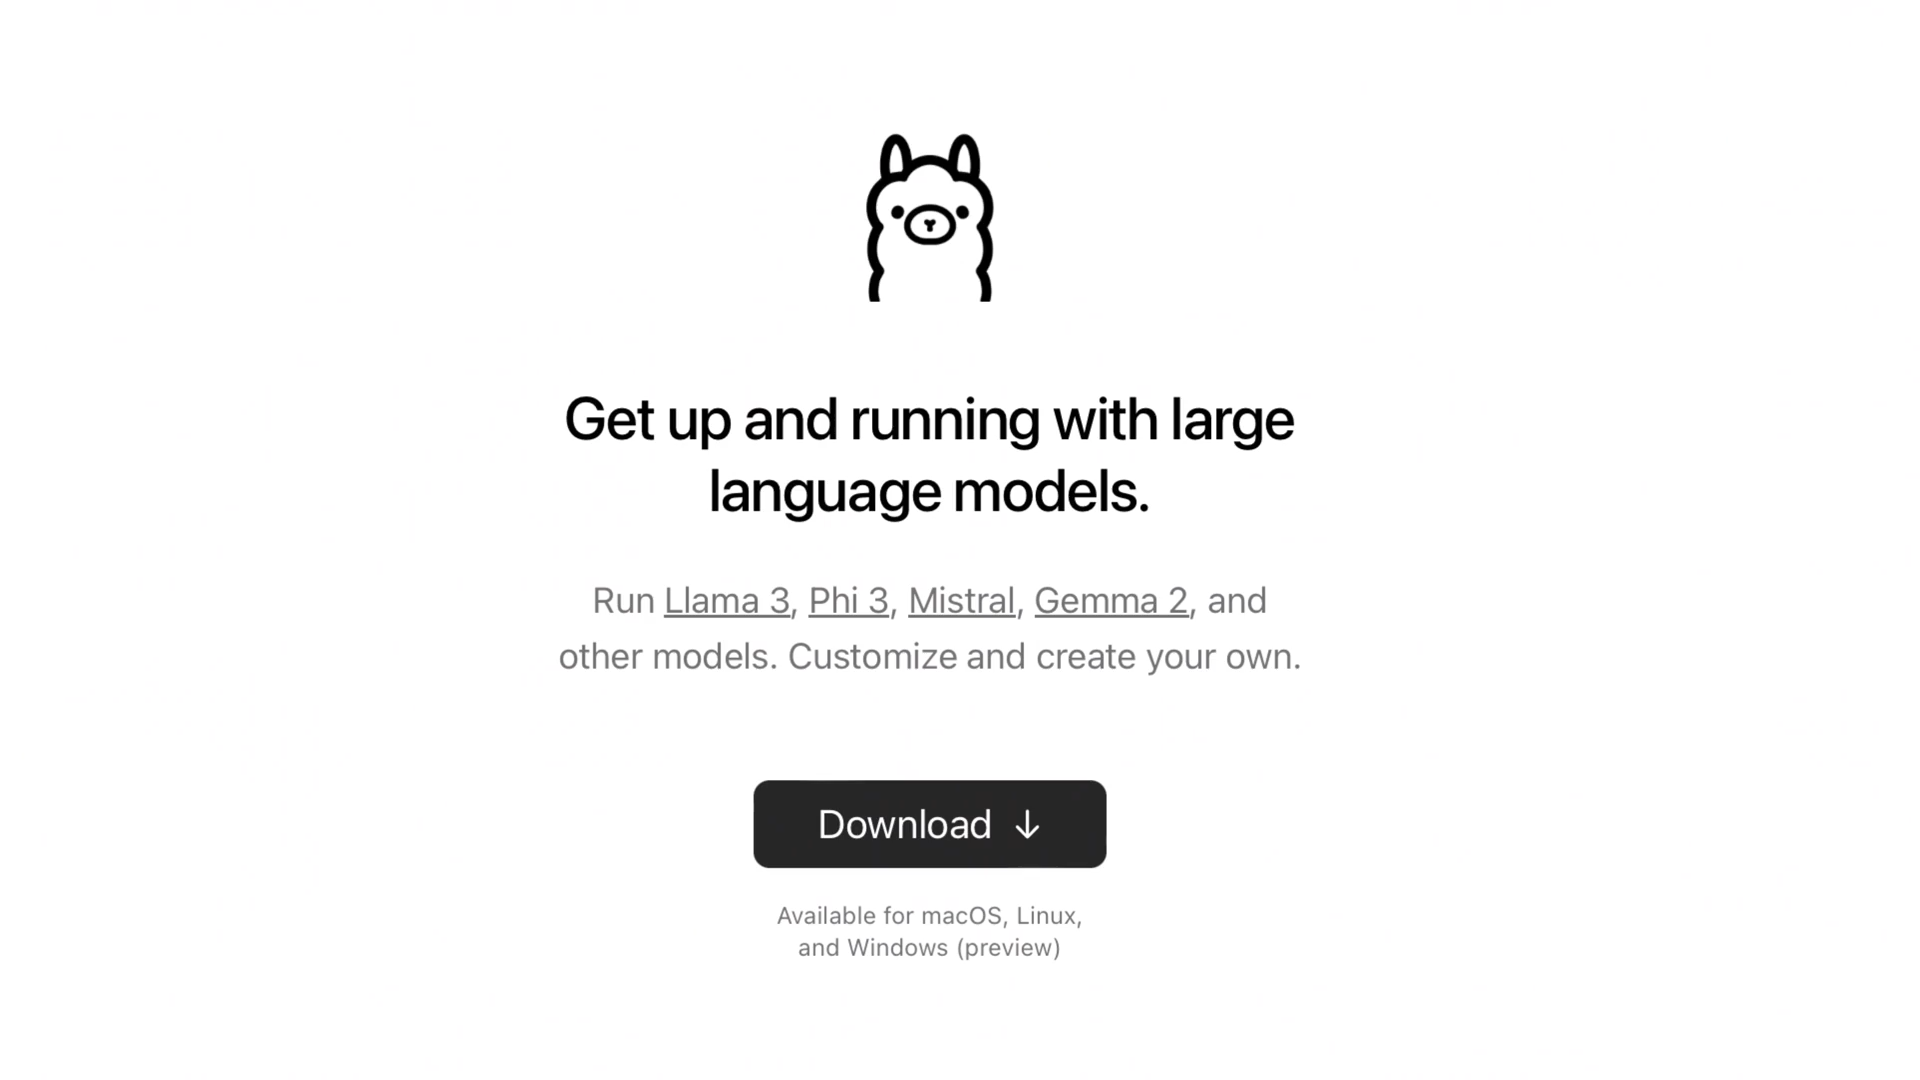 Get up and running with large
language models.
Run Llama 3, Phi 3, Mistral, Gemma 2, and
other models. Customize and create your own.
Download ↓
Available for macOS, Linux,
and Windows (preview)